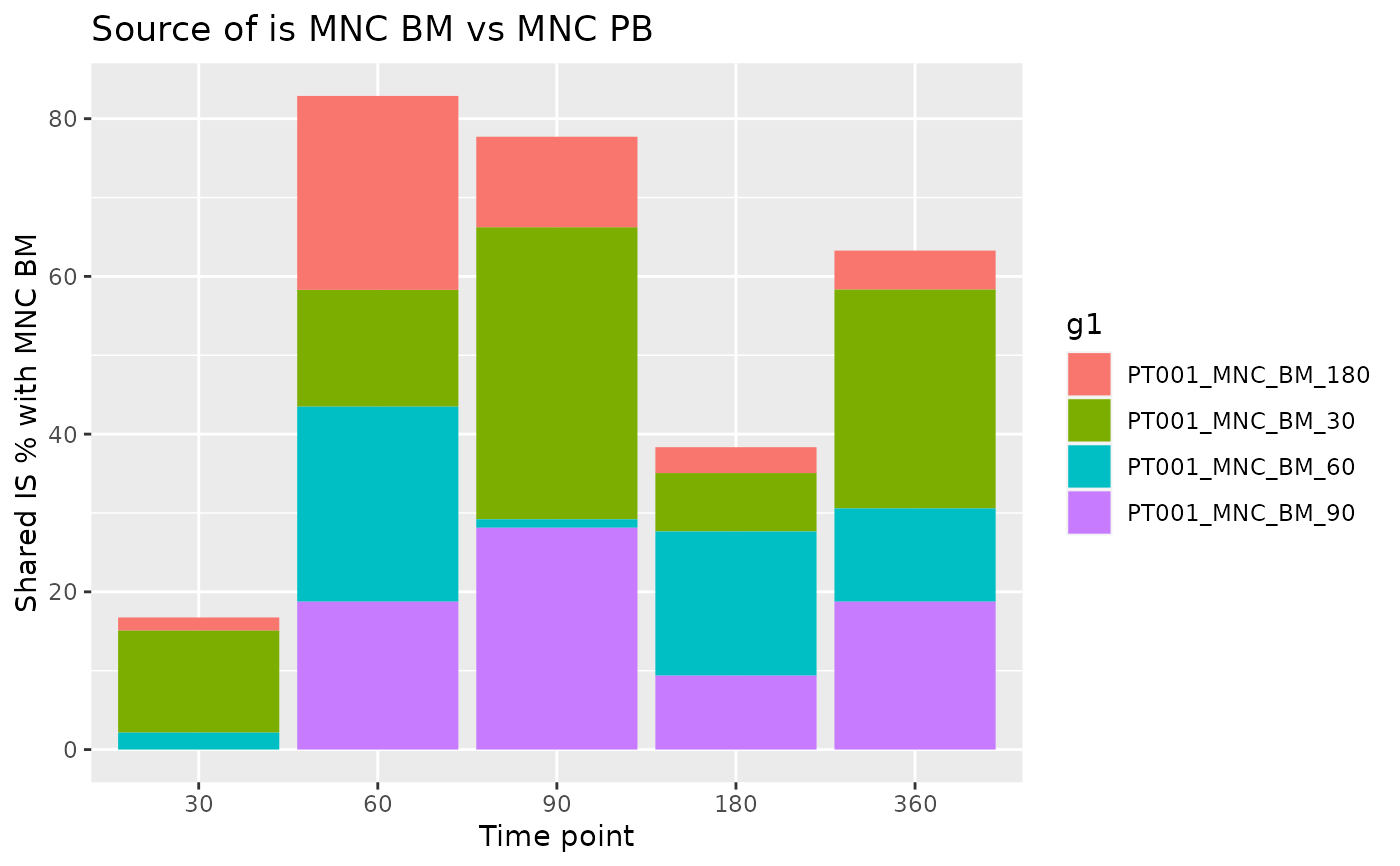 Source of is MNC BM vs MNC PB
Shared IS % with MNC BM
80
60
40
20
0
30
60
90
180
360
Time point
g1
PT001_MNC_BM_180
PT001_MNC_BM_30
PT001_MNC_BM_60
PT001_MNC_BM_90